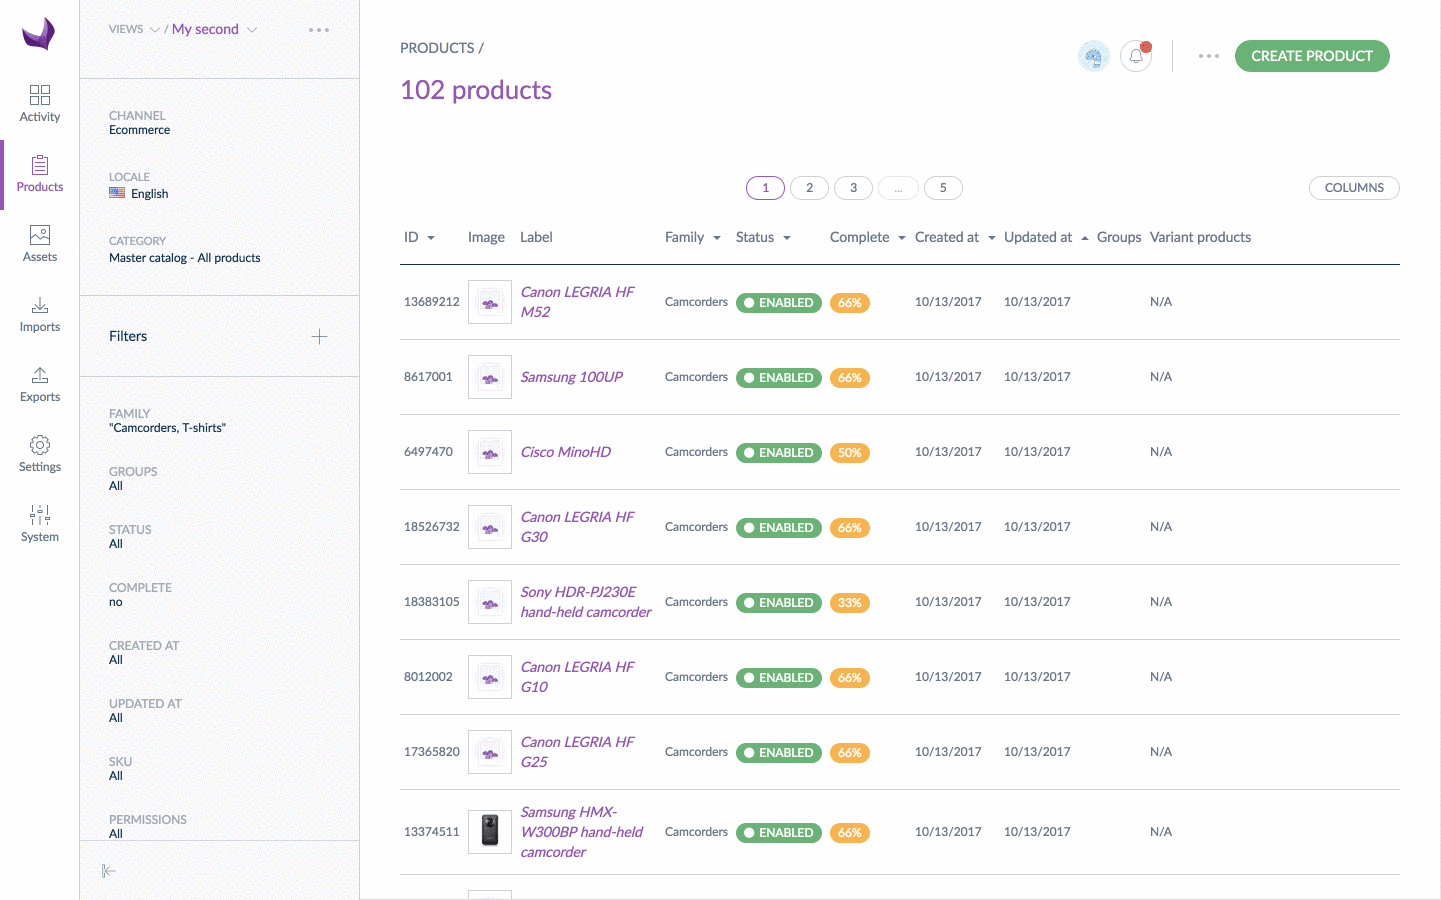 VIEWS / My second
Activity
Products
Assets
Imports
Exports
Settings
System
CHANNEL
Ecommerce
LOCALE
English
CATEGORY
Master catalog - All products
Filters
FAMILY
"Camcorders, T-shirts"
GROUPS
All
STATUS
All
COMPLETE
no
CREATED AT
All
UPDATED AT
All
SKU
All
PERMISSIONS
All
PRODUCTS /
102 products
CREATE PRODUCT
1 2 3 ... 5
COLUMNS
ID Image Label Family Status Complete Created at Updated at Groups Variant products
13689212 Canon LEGRIA HF M52 Camcorders ENABLED 66% 10/13/2017 10/13/2017 N/A
8617001 Samsung 100UP Camcorders ENABLED 66% 10/13/2017 10/13/2017 N/A
6497470 Cisco MinoHD Camcorders ENABLED 50% 10/13/2017 10/13/2017 N/A
18526732 Canon LEGRIA HF G30 Camcorders ENABLED 66% 10/13/2017 10/13/2017 N/A
18383105 Sony HDR-PJ230E hand-held camcorder Camcorders ENABLED 33% 10/13/2017 10/13/2017 N/A
8012002 Canon LEGRIA HF G10 Camcorders ENABLED 66% 10/13/2017 10/13/2017 N/A
17365820 Canon LEGRIA HF G25 Camcorders ENABLED 66% 10/13/2017 10/13/2017 N/A
13374511 Samsung HMX-W300BP hand-held camcorder Camcorders ENABLED 66% 10/13/2017 10/13/2017 N/A